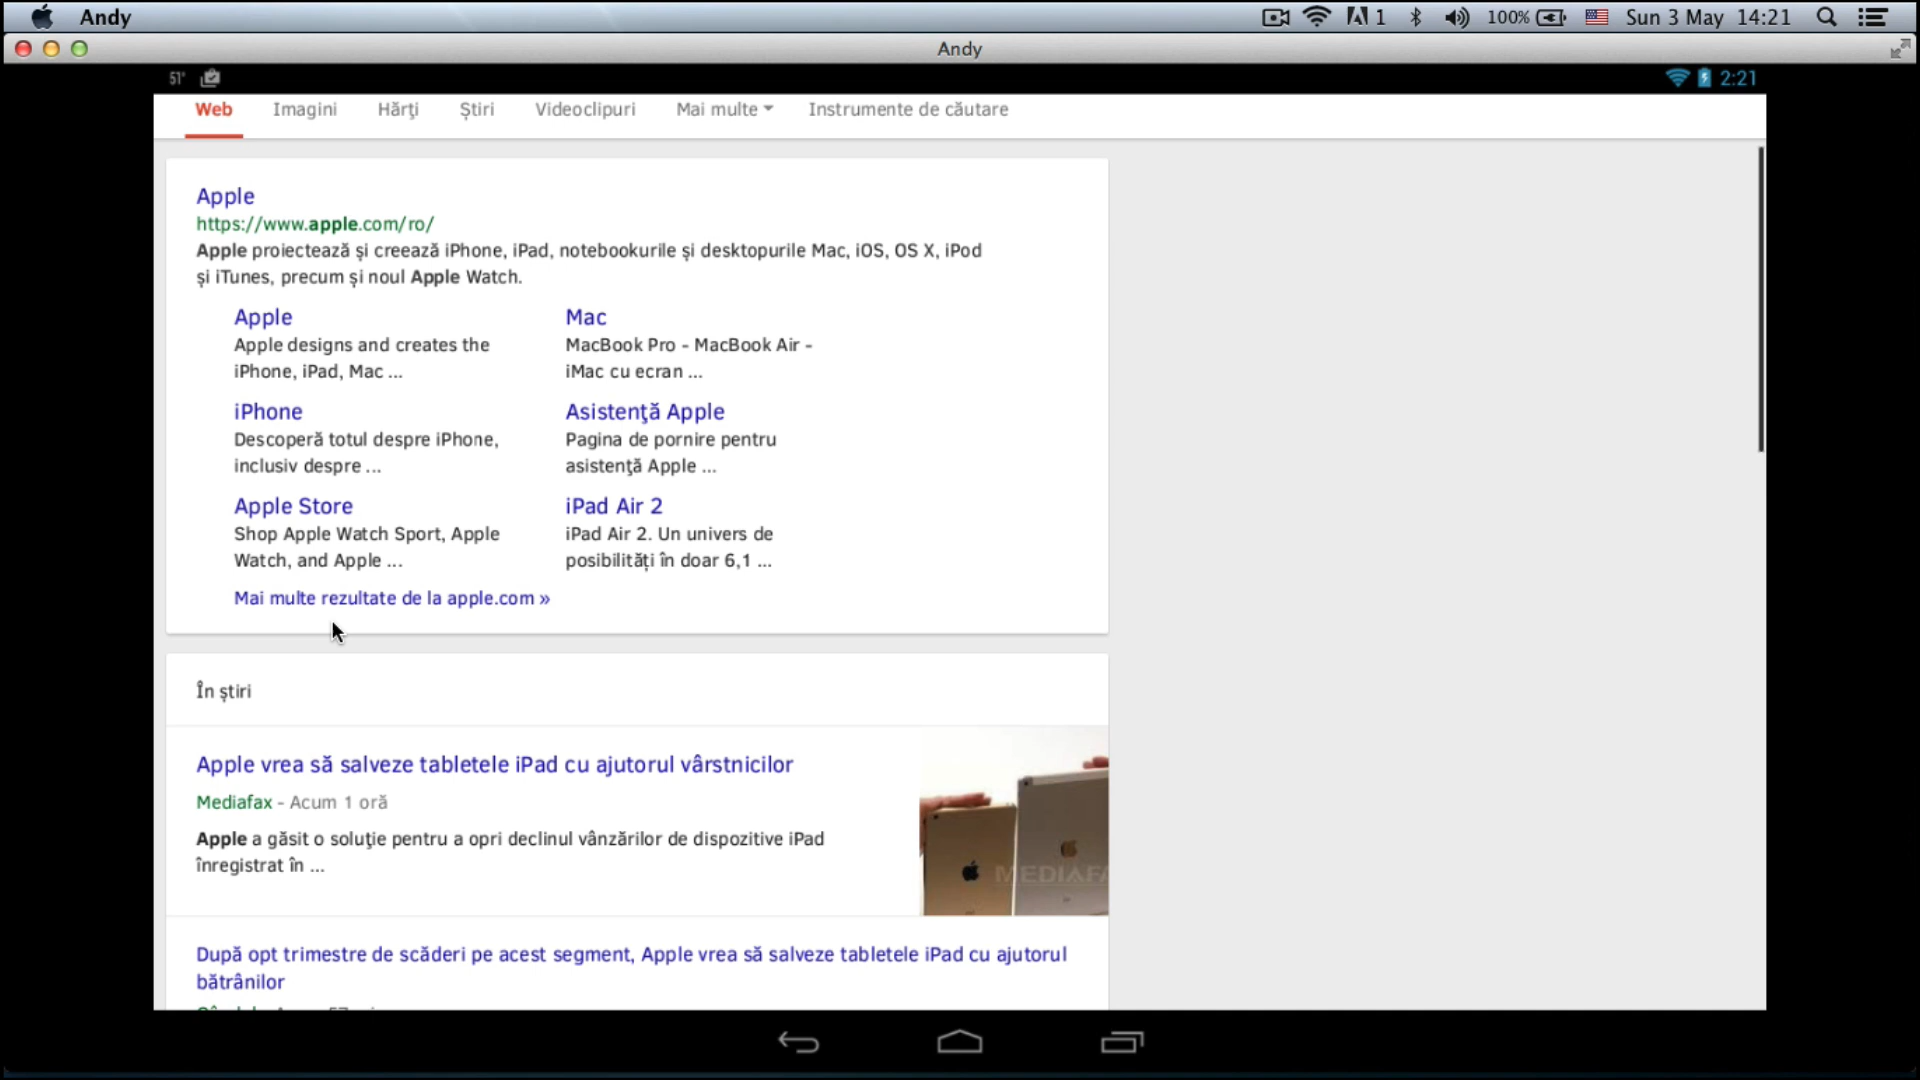 Andy
1
100%
Sun 3 May 14:21
Andy
51°
2:21
Web Imagini Hărți Știri Videoclipuri Mai multe Instrumente de căutare
Apple
https://www.apple.com/ro/
Apple proiectează și creează iPhone, iPad, notebookurile și desktopurile Mac, iOS, OS X, iPod
și iTunes, precum și noul Apple Watch.
Apple
Apple designs and creates the
iPhone, iPad, Mac ...
Mac
MacBook Pro - MacBook Air -
iMac cu ecran ...
iPhone
Descoperă totul despre iPhone,
inclusiv despre ...
Asistenţă Apple
Pagina de pornire pentru
asistenţă Apple ...
Apple Store
Shop Apple Watch Sport, Apple
Watch, and Apple ...
iPad Air 2
iPad Air 2. Un univers de
posibilități în doar 6,1 ...
Mai multe rezultate de la apple.com »
În știri
Apple vrea să salveze tabletele iPad cu ajutorul vârstnicilor
Mediafax - Acum 1 oră
Apple a găsit o soluţie pentru a opri declinul vânzărilor de dispozitive iPad
înregistrat în ...
MEDIAFA
După opt trimestre de scăderi pe acest segment, Apple vrea să salveze tabletele iPad cu ajutorul
bătrânilor